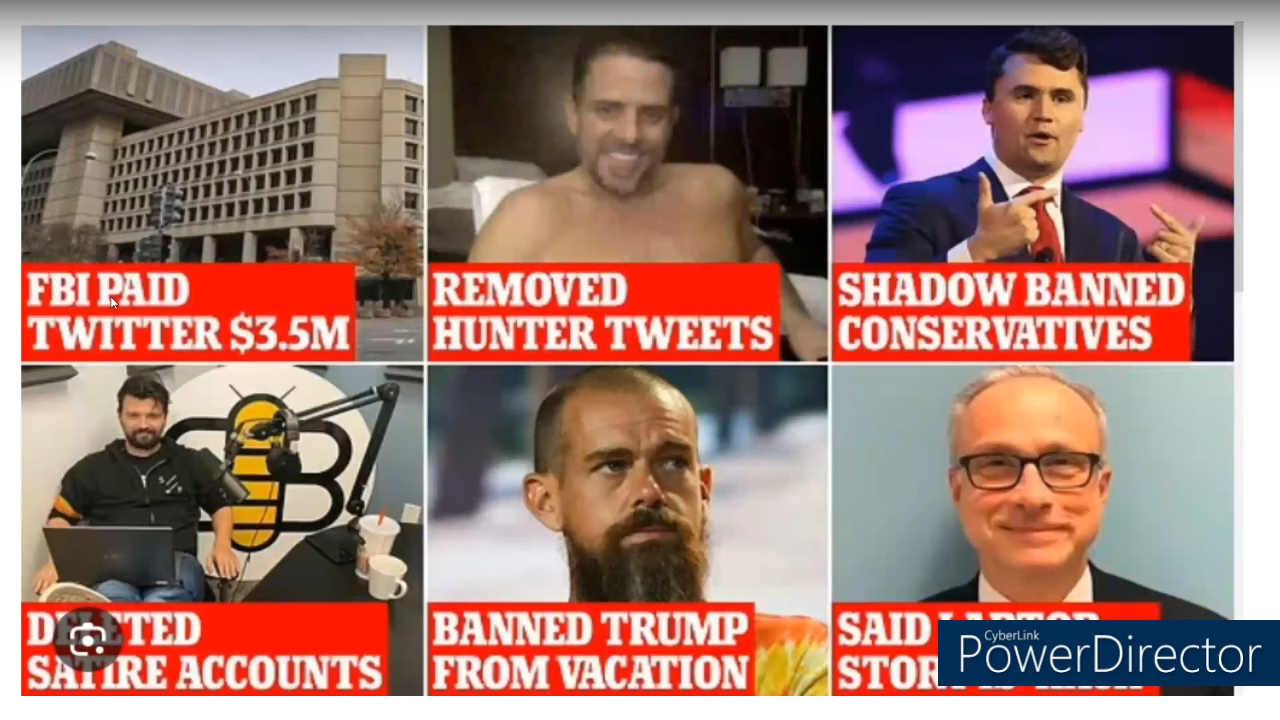 FBI PAID
TWITTER $3.5M
REMOVED
HUNTER TWEETS
SHADOW BANNED
CONSERVATIVES
SATIRE ACCOUNTS
BANNED TRUMP
FROM VACATION
SAID
CyberLink
PowerDirector